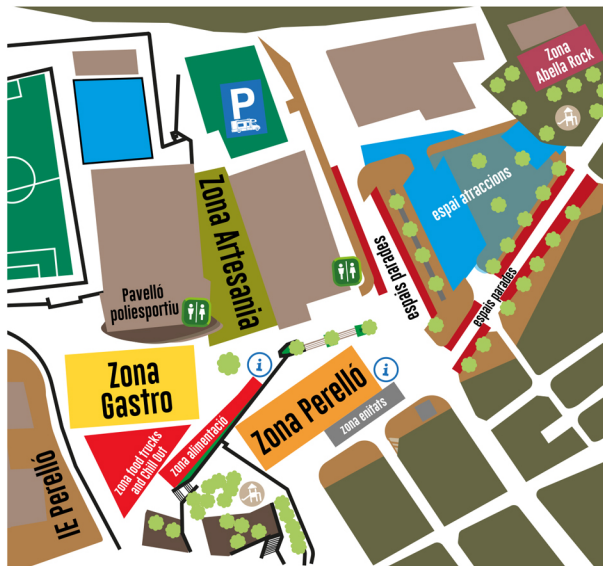 Zona
Abella Rock
P
espai atraccions
Zona Artesania
espais parades
espais parades
Pavelló
poliesportiu
Zona
Gastro
i
i
Zona Perelló
zona enitats
zona alimentació
zona food trucks
and Chill Out
IE Perelló